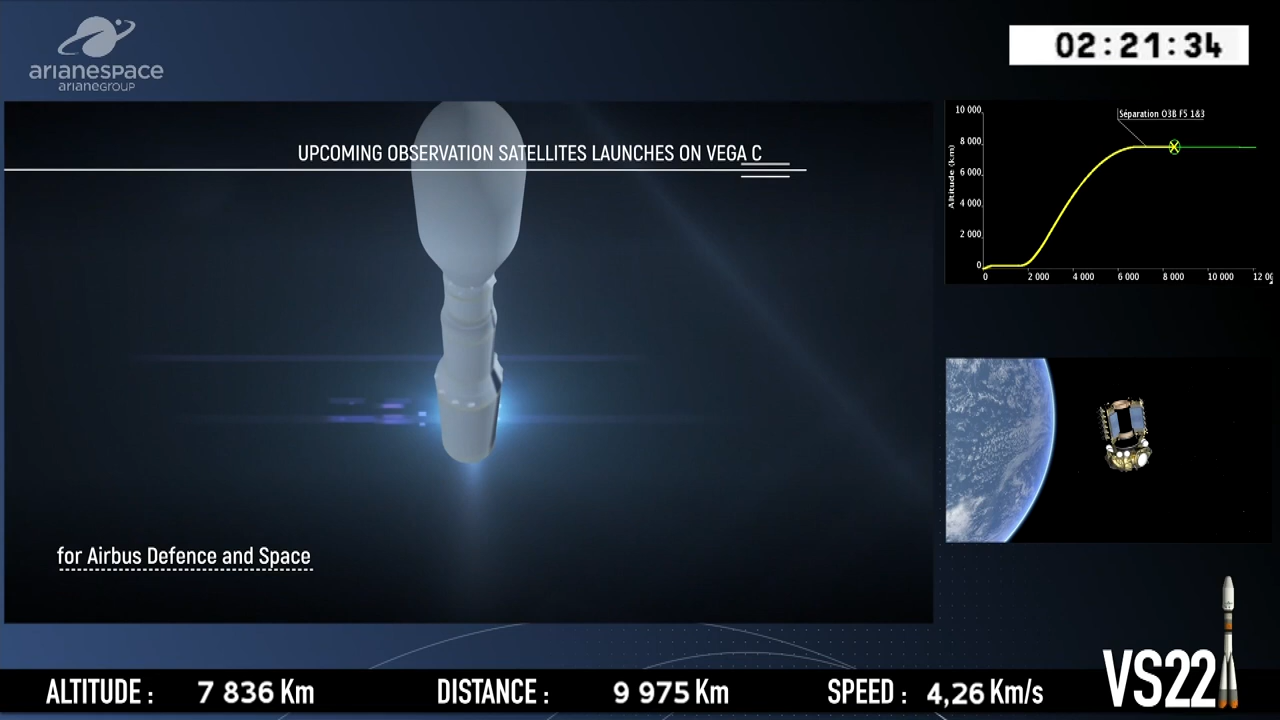 arianespace
arianeGROUP
02:21:34
UPCOMING OBSERVATION SATELLITES LAUNCHES ON VEGA C
for Airbus Defence and Space
Séparation O3B F5 1&3
Altitude (km)
10 000
8 000
6 000
4 000
2 000
0
0 2 000 4 000 6 000 8 000 10 000
VS22
ALTITUDE : 7 836 Km DISTANCE : 9 975 Km SPEED : 4,26 Km/s